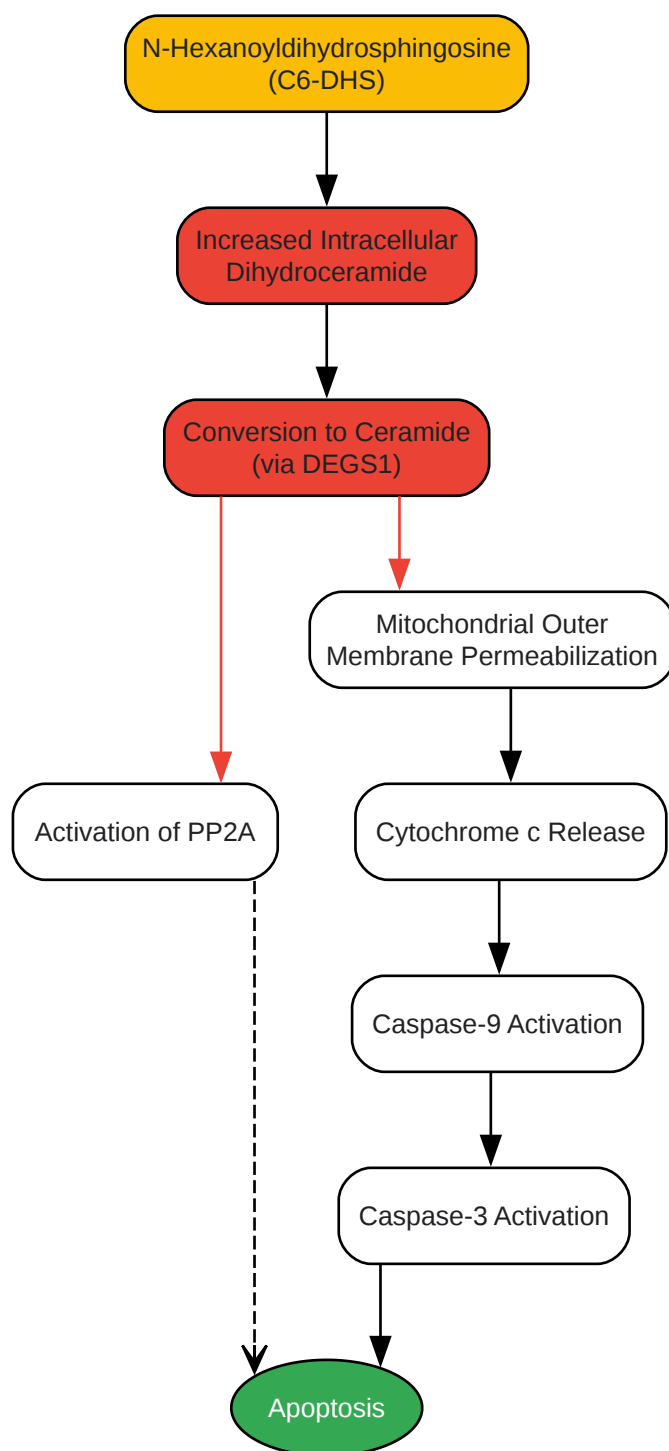 N-Hexanoyldihydrosphingosine
(C6-DHS)
Increased Intracellular
Dihydroceramide
Conversion to Ceramide
(via DEGS1)
Mitochondrial Outer
Membrane Permeabilization
Activation of PP2A
Cytochrome c Release
Caspase-9 Activation
Caspase-3 Activation
Apoptosis